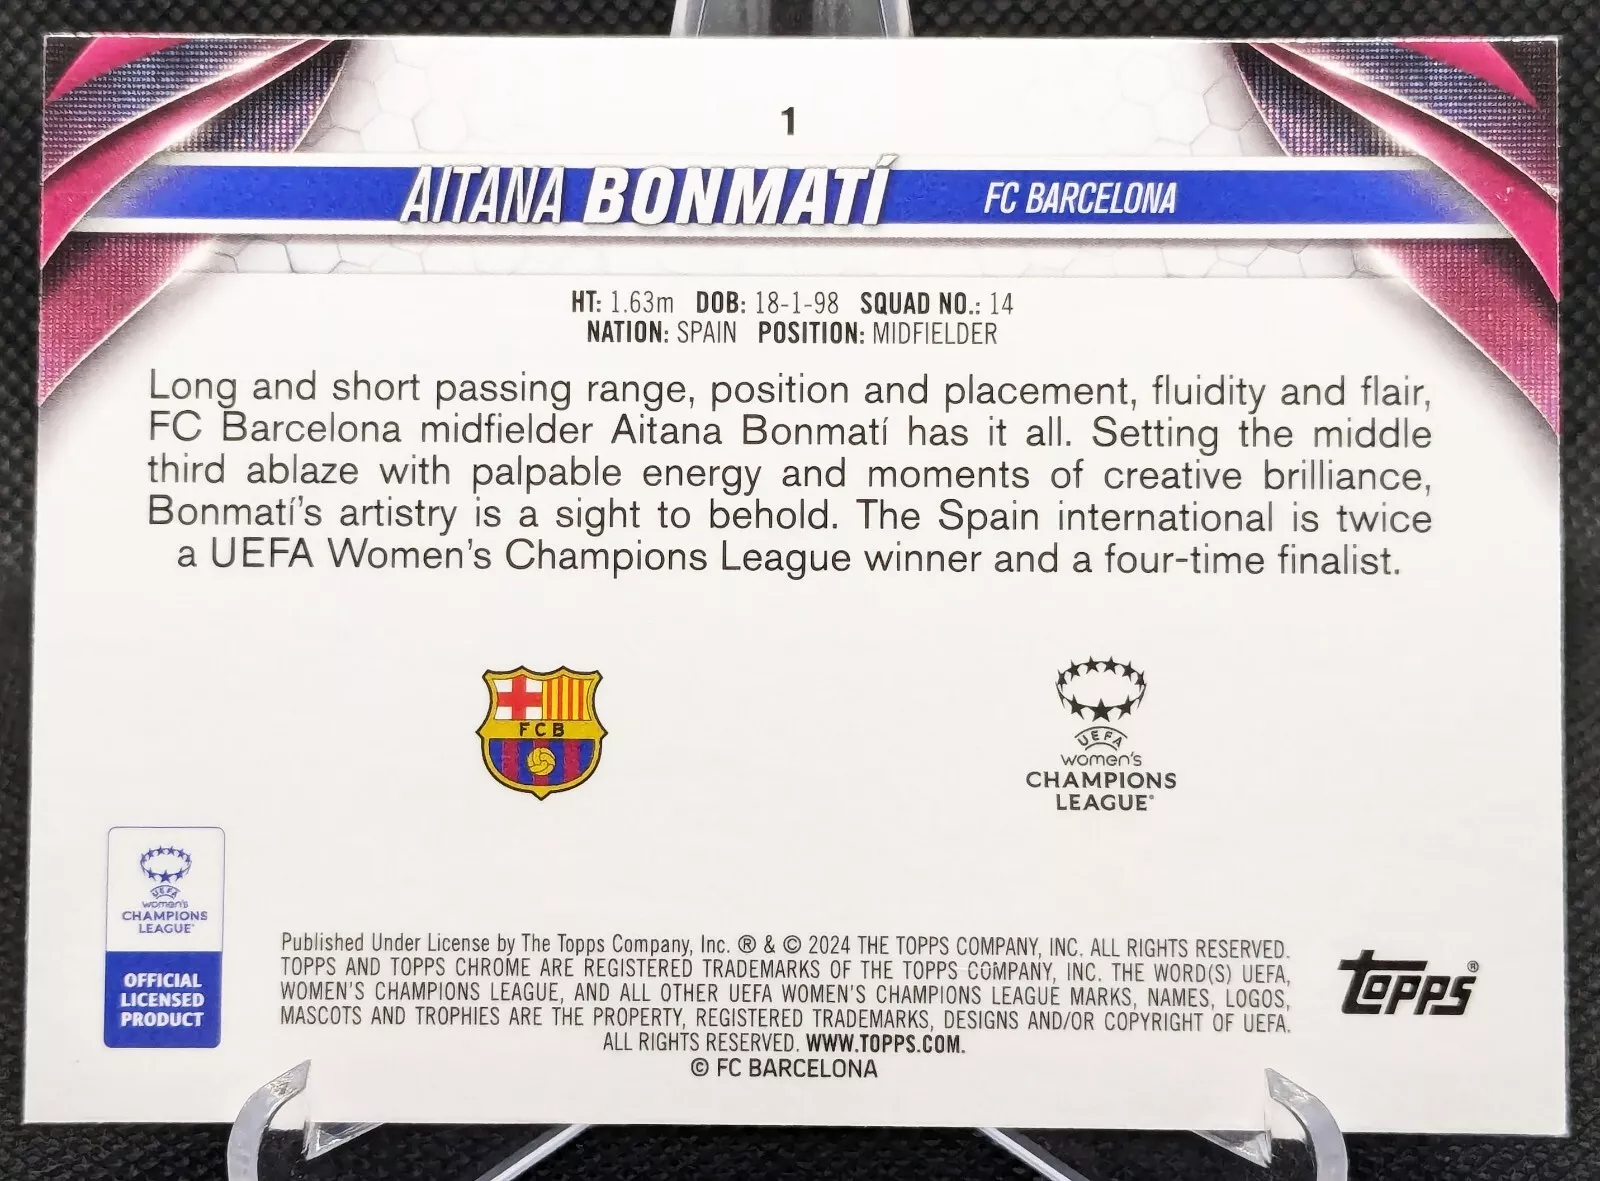 1
AITANA BONMATÍ FC BARCELONA
HT: 1.63m DOB: 18-1-98 SQUAD NO.: 14
NATION: SPAIN POSITION: MIDFIELDER
Long and short passing range, position and placement, fluidity and flair,
FC Barcelona midfielder Aitana Bonmatí has it all. Setting the middle
third ablaze with palpable energy and moments of creative brilliance,
Bonmatí's artistry is a sight to behold. The Spain international is twice
a UEFA Women's Champions League winner and a four-time finalist.
FCB
UEFA
women's
CHAMPIONS
LEAGUE®
UEFA
women's
CHAMPIONS
LEAGUE®
OFFICIAL
LICENSED
PRODUCT
Published Under License by The Topps Company, Inc. ® & © 2024 THE TOPPS COMPANY, INC. ALL RIGHTS RESERVED.
TOPPS AND TOPPS CHROME ARE REGISTERED TRADEMARKS OF THE TOPPS COMPANY, INC. THE WORD(S) UEFA,
WOMEN'S CHAMPIONS LEAGUE, AND ALL OTHER UEFA WOMEN'S CHAMPIONS LEAGUE MARKS, NAMES, LOGOS,
MASCOTS AND TROPHIES ARE THE PROPERTY, REGISTERED TRADEMARKS, DESIGNS AND/OR COPYRIGHT OF UEFA.
ALL RIGHTS RESERVED. WWW.TOPPS.COM.
© FC BARCELONA
topps®